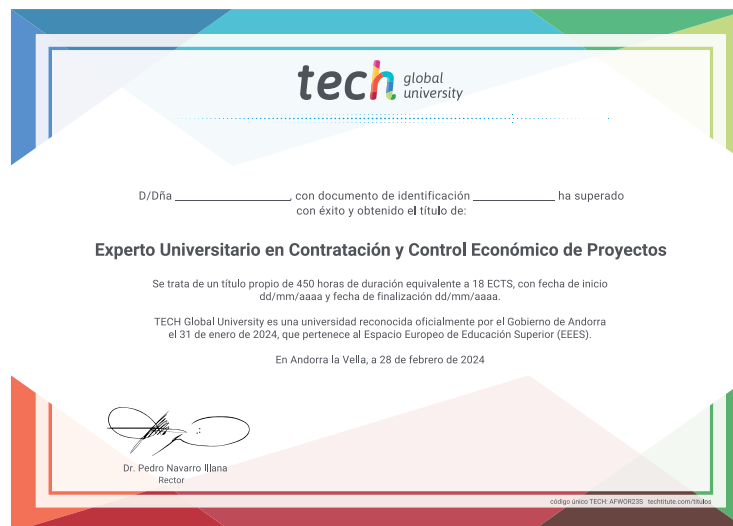 tech global university
D/Dña ______________, con documento de identificación ______________ ha superado
con éxito y obtenido el título de:
Experto Universitario en Contratación y Control Económico de Proyectos
Se trata de un título propio de 450 horas de duración equivalente a 18 ECTS, con fecha de inicio
dd/mm/aaaa y fecha de finalización dd/mm/aaaa.
TECH Global University es una universidad reconocida oficialmente por el Gobierno de Andorra
el 31 de enero de 2024, que pertenece al Espacio Europeo de Educación Superior (EEES).
En Andorra la Vella, a 28 de febrero de 2024
Dr. Pedro Navarro Illana
Rector
código único TECH: AFWOR23S techtitute.com/titulos